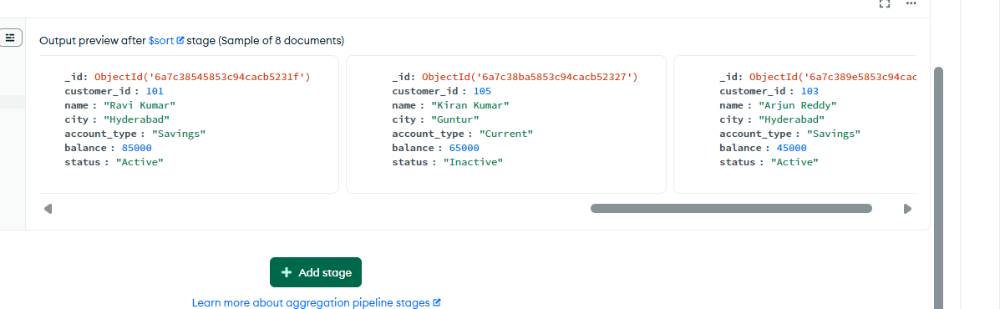 Output preview after $sort stage (Sample of 8 documents)
_id: ObjectId('6a7c38545853c94cacb5231f')
customer_id : 101
name : "Ravi Kumar"
city : "Hyderabad"
account_type : "Savings"
balance : 85000
status : "Active"
_id: ObjectId('6a7c38ba5853c94cacb52327')
customer_id : 105
name : "Kiran Kumar"
city : "Guntur"
account_type : "Current"
balance : 65000
status : "Inactive"
_id: ObjectId('6a7c389e5853c94cac
customer_id : 103
name : "Arjun Reddy"
city : "Hyderabad"
account_type : "Savings"
balance : 45000
status : "Active"
+ Add stage
Learn more about aggregation pipeline stages